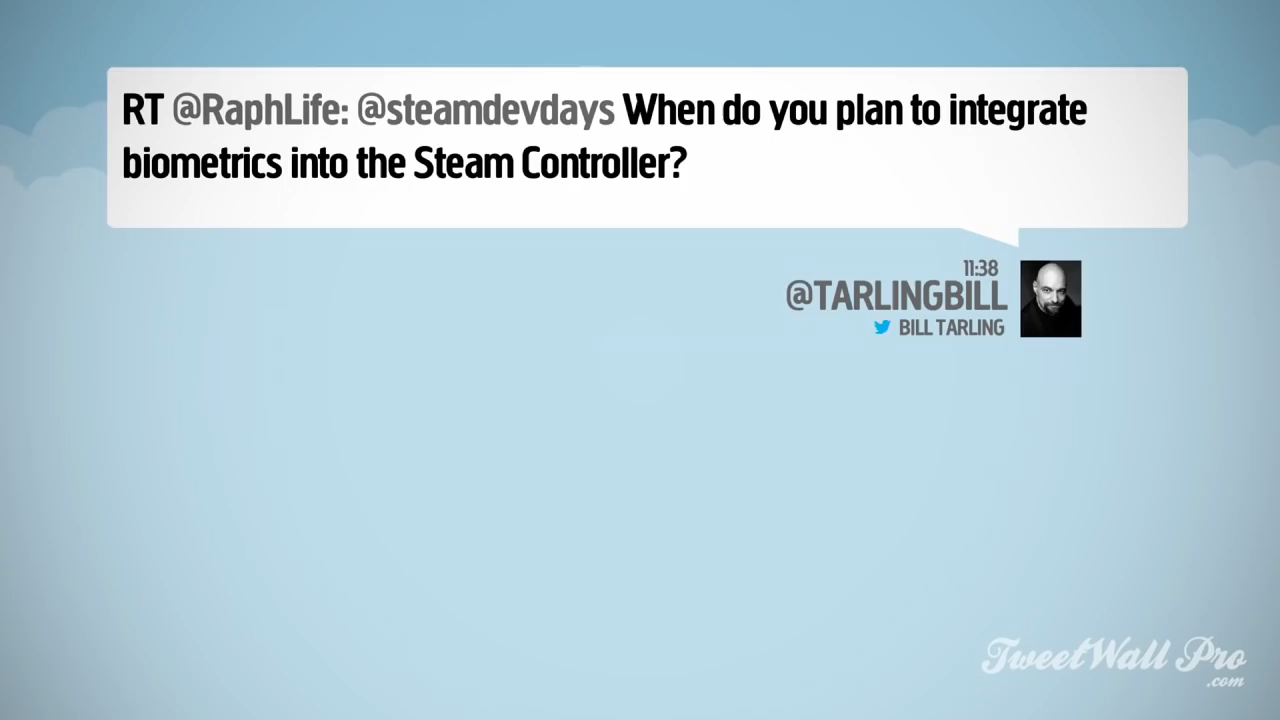 RT @RaphLife: @steamdevdays When do you plan to integrate
biometrics into the Steam Controller?
11:38
@TARLINGBILL
BILL TARLING
TweetWall Pro
.com